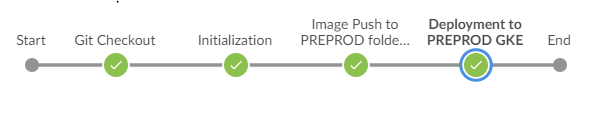 Start
Git Checkout
Initialization
Image Push to
PREPROD folde...
Deployment to
PREPROD GKE
End